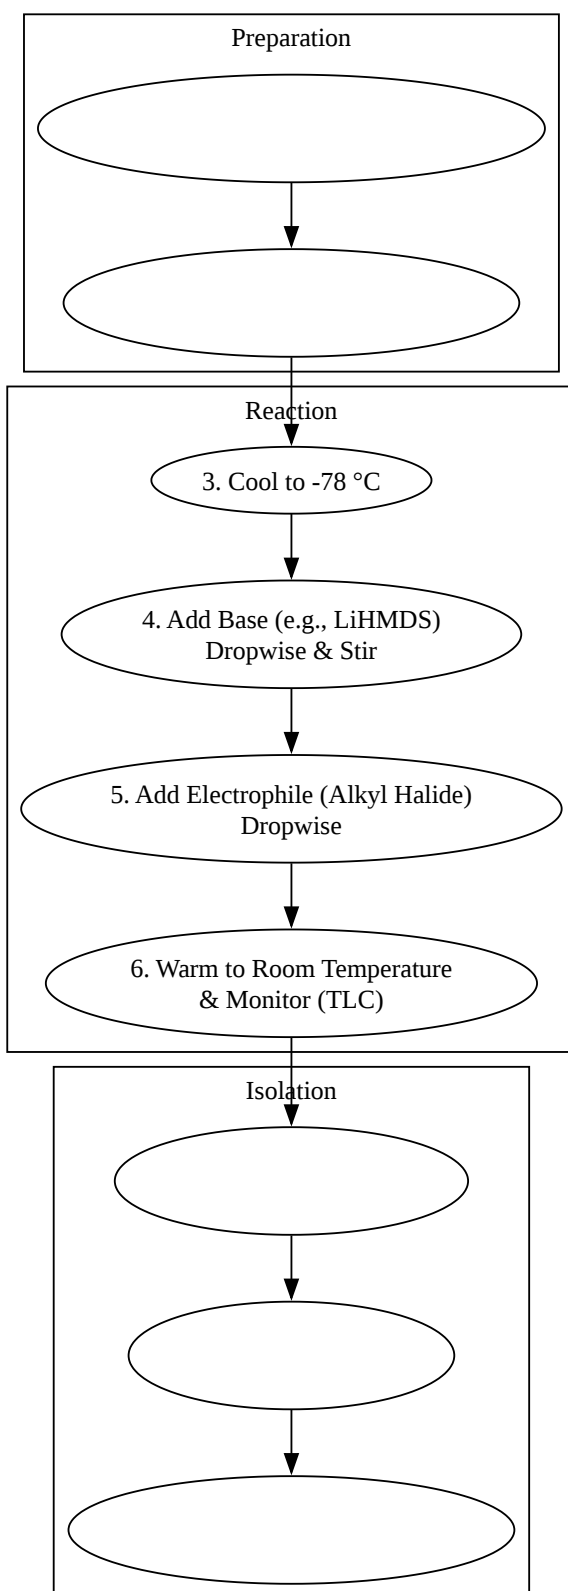 Preparation
Reaction
3. Cool to -78 °C
4. Add Base (e.g., LiHMDS)
Dropwise & Stir
5. Add Electrophile (Alkyl Halide)
Dropwise
6. Warm to Room Temperature
& Monitor (TLC)
Isolation